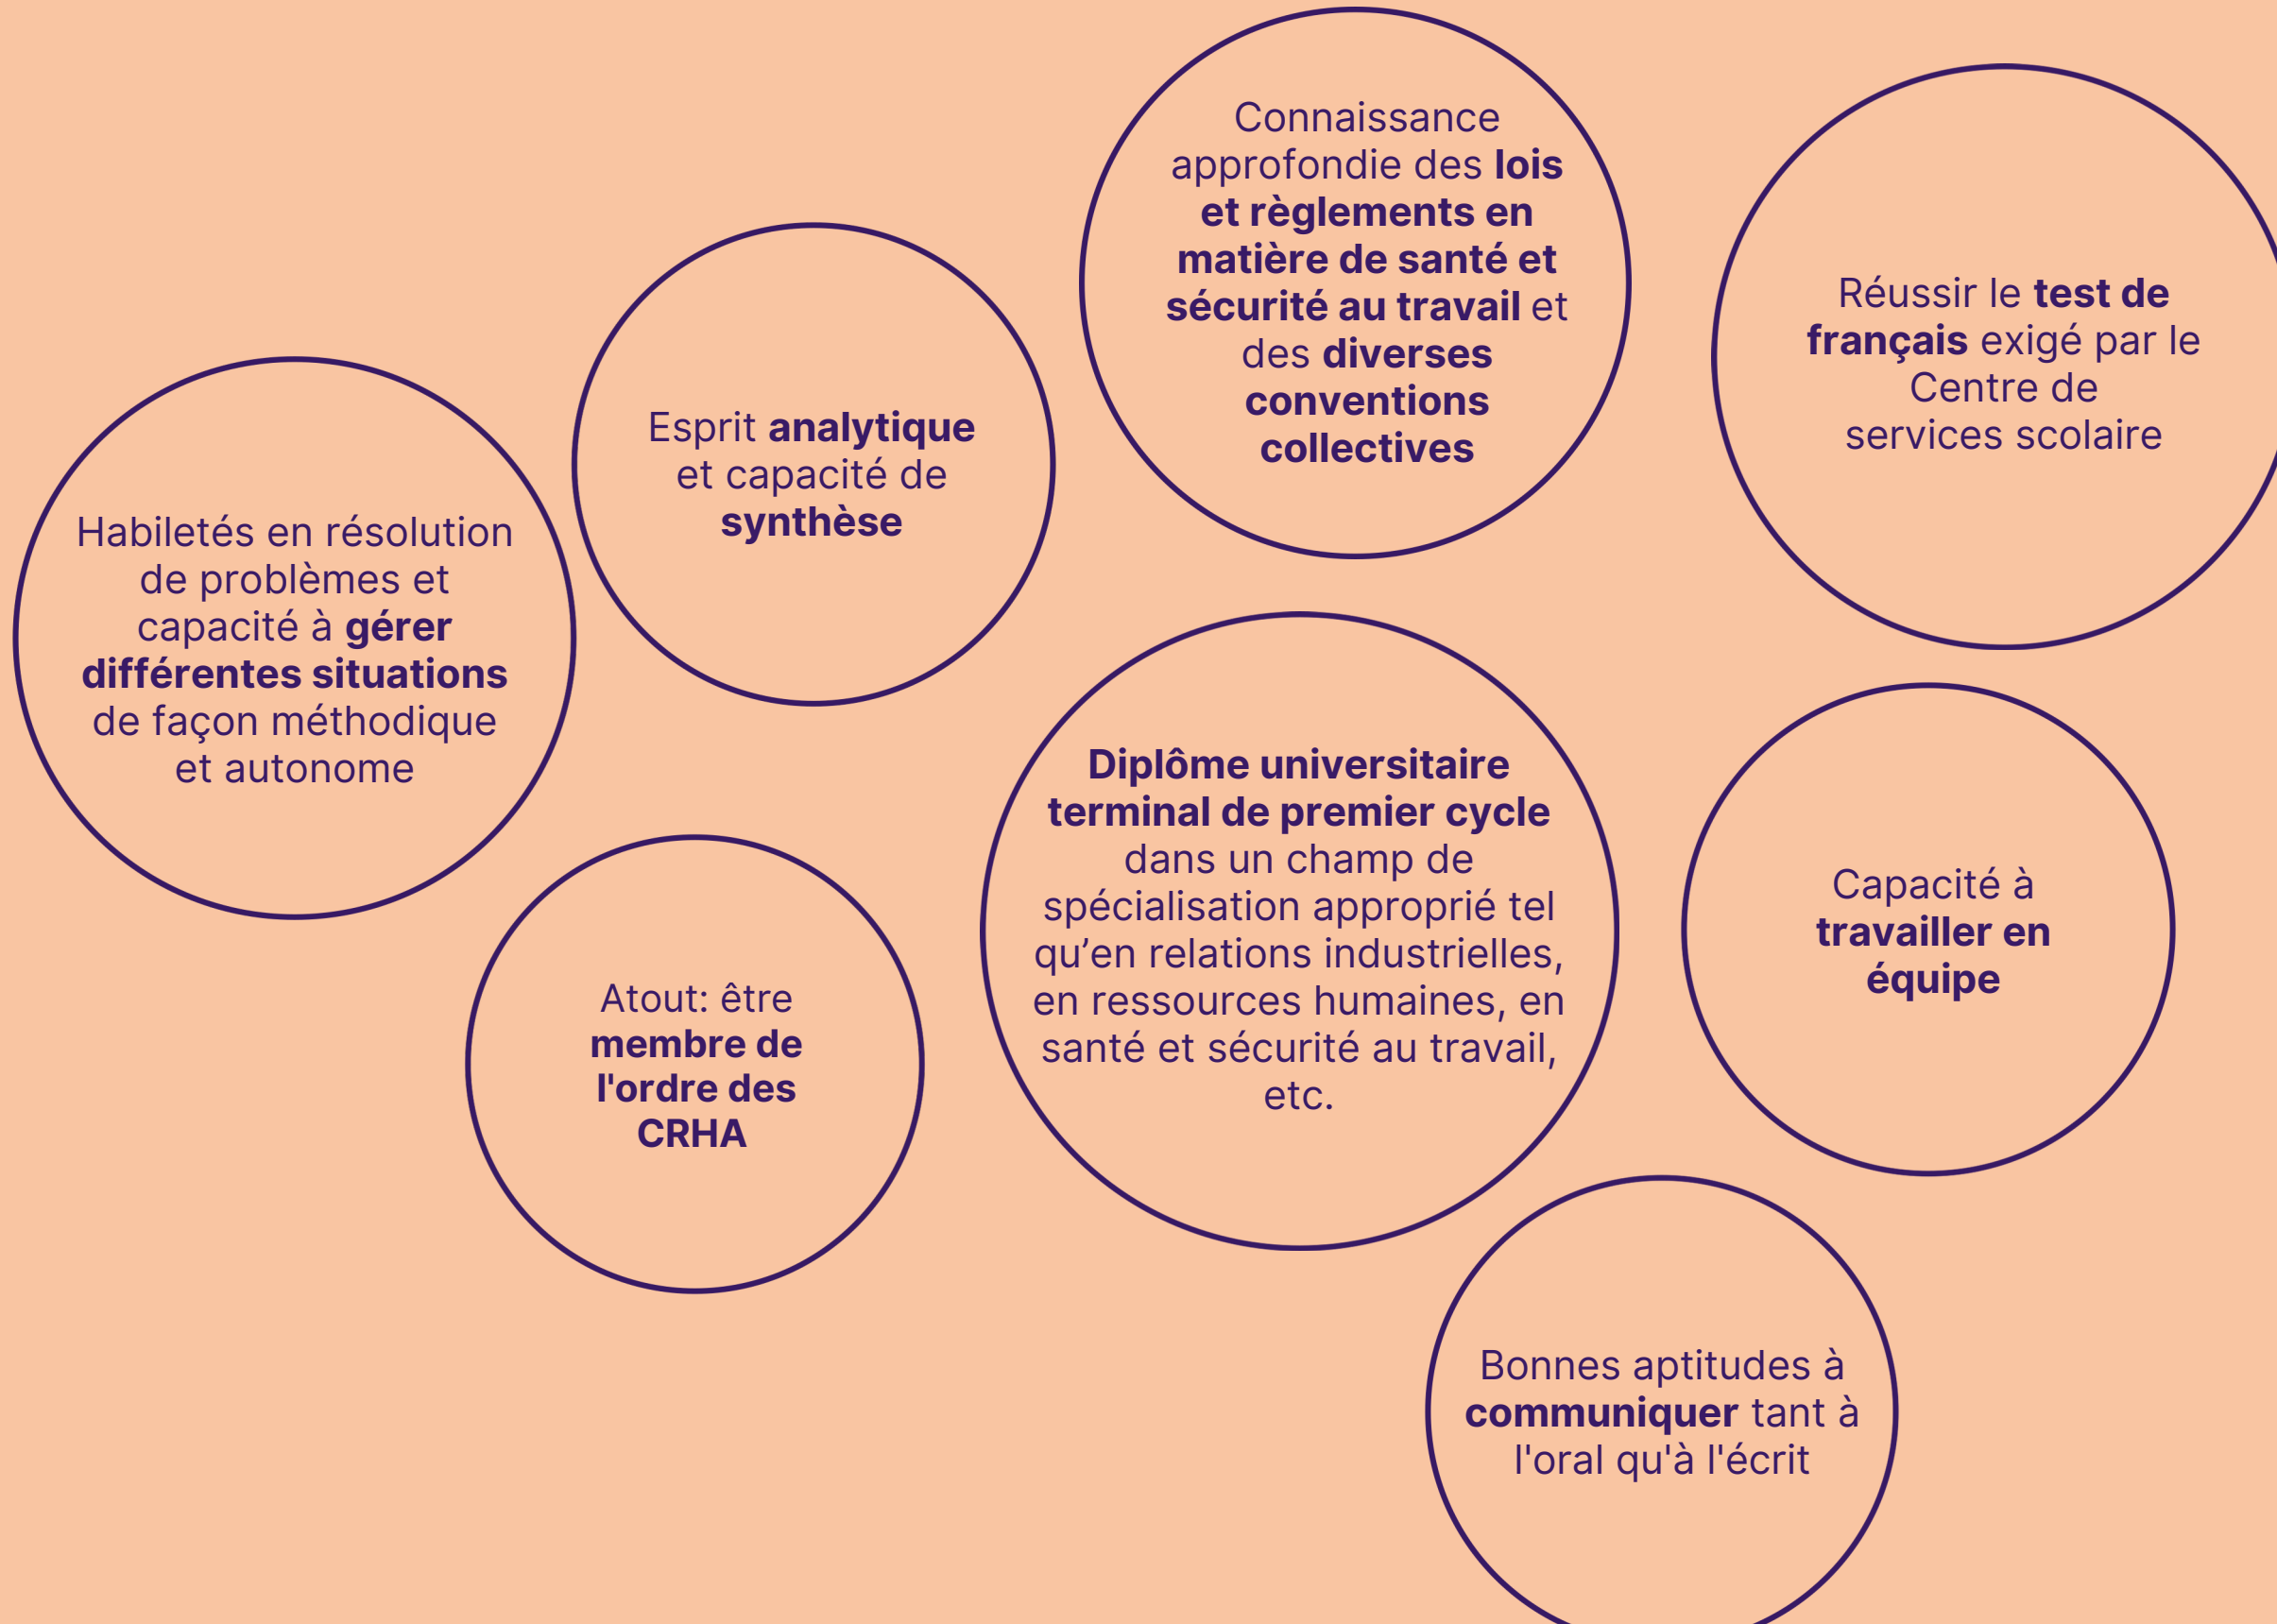 Connaissance
approfondie des lois
et règlements en
matière de santé et
sécurité au travail et
des diverses
conventions
collectives
Réussir le test de
français exigé par le
Centre de
services scolaire
Esprit analytique
et capacité de
synthèse
Habiletés en résolution
de problèmes et
capacité à gérer
différentes situations
de façon méthodique
et autonome
Diplôme universitaire
terminal de premier cycle
dans un champ de
spécialisation approprié tel
qu’en relations industrielles,
en ressources humaines, en
santé et sécurité au travail,
etc.
Capacité à
travailler en
équipe
Atout: être
membre de
l'ordre des
CRHA
Bonnes aptitudes à
communiquer tant à
l'oral qu'à l'écrit